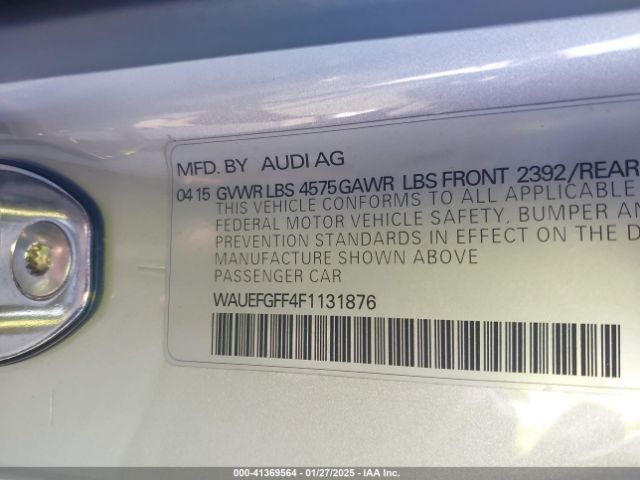 MFD. BY AUDI AG
04 15 GVWR LBS 4575 GAWR LBS FRONT 2392/REAR
THIS VEHICLE CONFORMS TO ALL APPLICABLE
FEDERAL MOTOR VEHICLE SAFETY, BUMPER AN
PREVENTION STANDARDS IN EFFECT ON THE D
MANUFACTURE SHOWN ABOVE
PASSENGER CAR
WAUEFGFF4F1131876
000-41369564 / 01/27/2025 - IAA Inc.